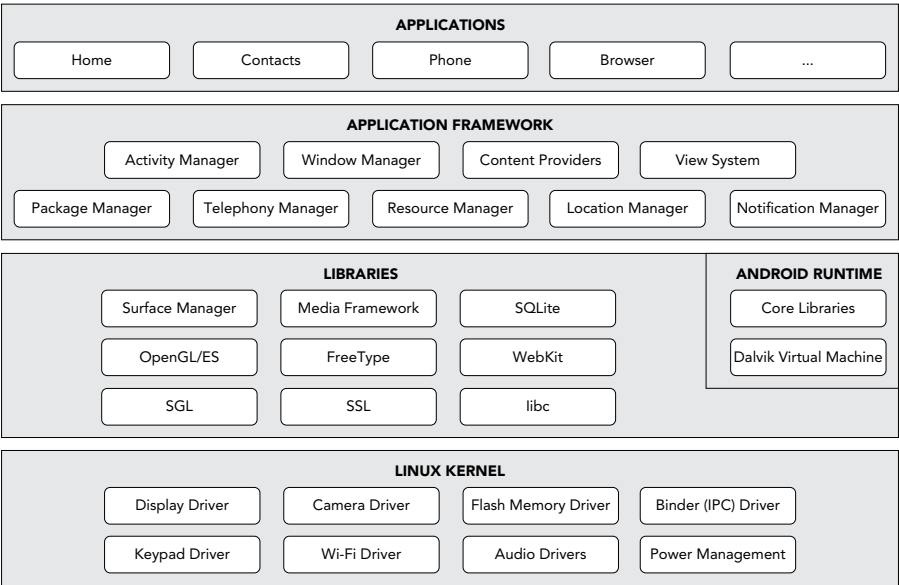 APPLICATIONS
Home Contacts Phone Browser ...
APPLICATION FRAMEWORK
Activity Manager Window Manager Content Providers View System
Package Manager Telephony Manager Resource Manager Location Manager Notification Manager
LIBRARIES
Surface Manager Media Framework SQLite
OpenGL/ES FreeType WebKit
SGL SSL libc
ANDROID RUNTIME
Core Libraries
Dalvik Virtual Machine
LINUX KERNEL
Display Driver Camera Driver Flash Memory Driver Binder (IPC) Driver
Keypad Driver Wi-Fi Driver Audio Drivers Power Management